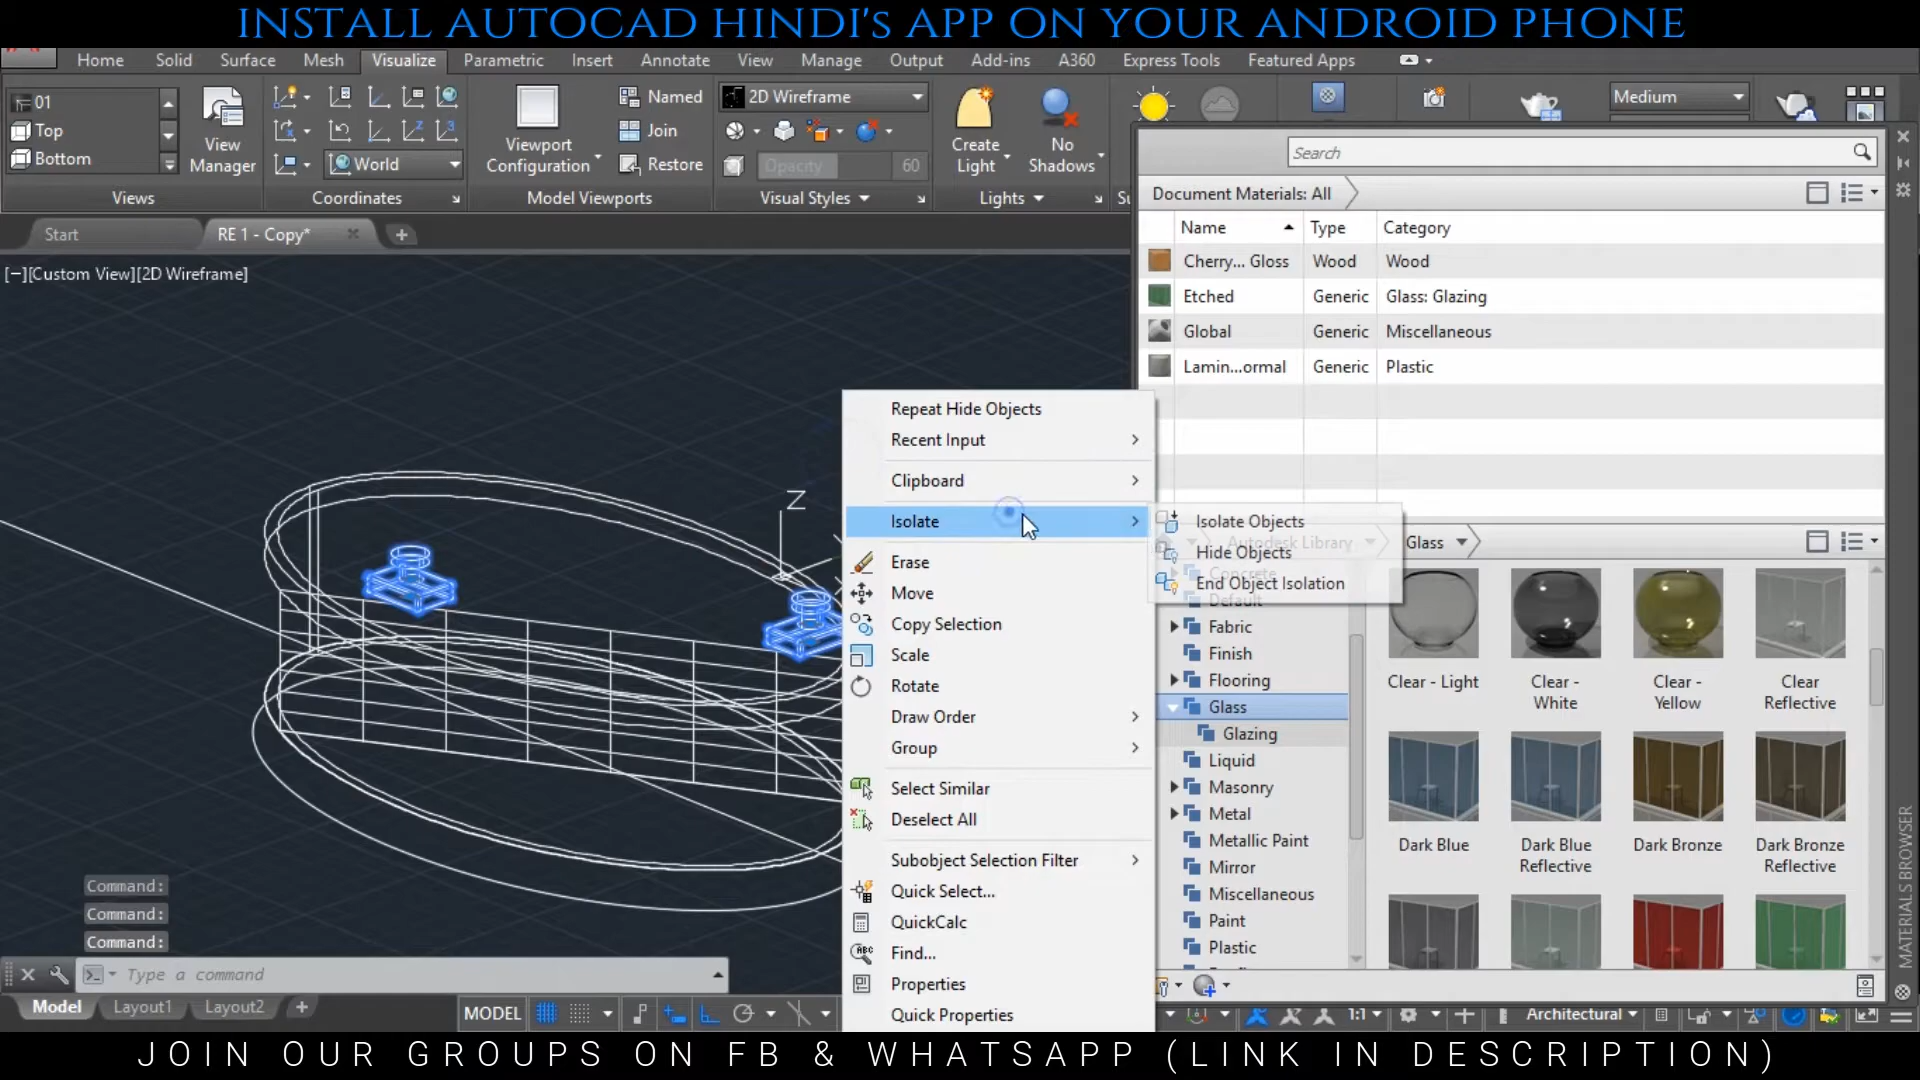 INSTALL AUTOCAD HINDI's APP ON YOUR ANDROID PHONE
Home Solid Surface Mesh Visualize Parametric Insert Annotate View Manage Output Add-ins A360 Express Tools Featured Apps
01
Top
Bottom
View Manager
World
Viewport Configuration
Named
Join
Restore
2D Wireframe
Opacity 60
Create Light
No Shadows
Medium
Views
Coordinates
Model Viewports
Visual Styles
Lights
Start
RE 1 - Copy*
[−][Custom View][2D Wireframe]
Z
Search
Document Materials: All
Name Type Category
Cherry... Gloss Wood Wood
Etched Generic Glass: Glazing
Global Generic Miscellaneous
Lamin...ormal Generic Plastic
Repeat Hide Objects
Recent Input
Clipboard
Isolate
Erase
Move
Copy Selection
Scale
Rotate
Draw Order
Group
Select Similar
Deselect All
Subobject Selection Filter
Quick Select...
QuickCalc
Find...
Properties
Quick Properties
Isolate Objects
Hide Objects
End Object Isolation
Autodesk Library
Glass
Concrete
Default
Fabric
Finish
Flooring
Glass
Glazing
Liquid
Masonry
Metal
Metallic Paint
Mirror
Miscellaneous
Paint
Plastic
Clear - Light
Clear - White
Clear - Yellow
Clear Reflective
Dark Blue
Dark Blue Reflective
Dark Bronze
Dark Bronze Reflective
MATERIALS BROWSER
Command:
Command:
Command:
Type a command
Model Layout1 Layout2
MODEL
1:1
Architectural
JOIN OUR GROUPS ON FB & WHATSAPP (LINK IN DESCRIPTION)